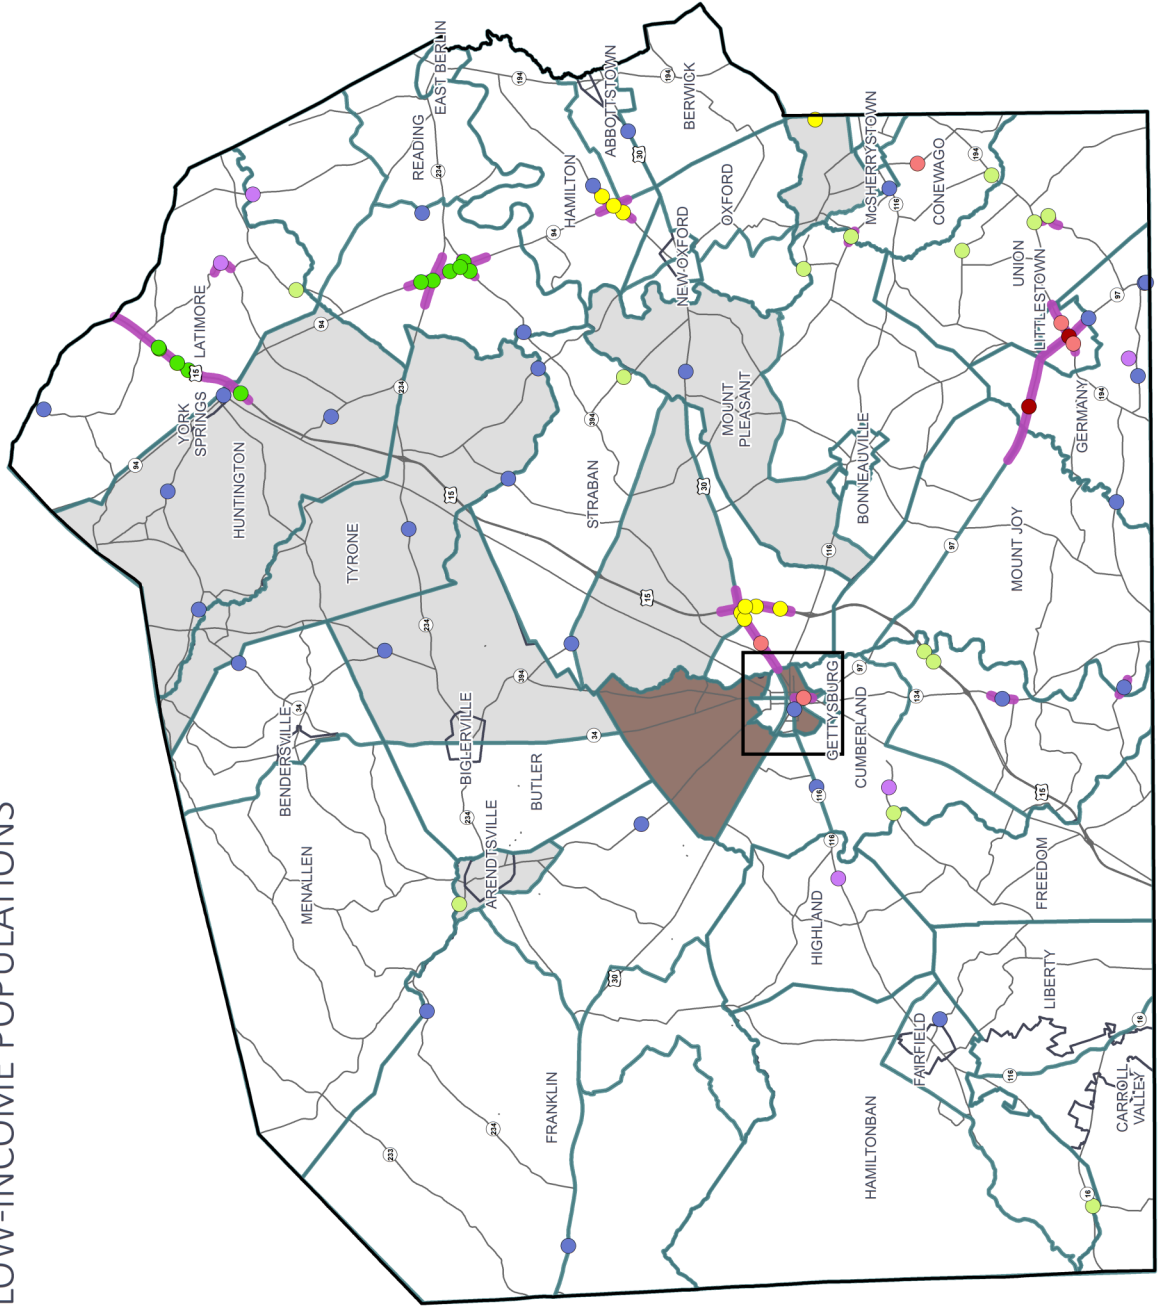 LOW-INCOME POPULATIONS
EAST BERLIN
194
READING
234
ABBOTTSTOWN
194
BERWICK
30
HAMILTON
94
McSHERRYSTOWN
116
CONEWAGO
194
OXFORD
NEW OXFORD
LATIMORE
94
15
YORK
SPRINGS
94
HUNTINGTON
234
UNION
LITTLESTOWN
97
GERMANY
194
MOUNT
PLEASANT
394
STRABAN
30
15
BONNEAUVILLE
116
97
MOUNT JOY
TYRONE
234
15
394
97
134
GETTYSBURG
CUMBERLAND
34
BENDERSVILLE
34
BIGLERVILLE
BUTLER
234
116
116
15
ARENDTSVILLE
MENALLEN
HIGHLAND
FREEDOM
30
LIBERTY
16
FAIRFIELD
116
CARROLL
VALLEY
FRANKLIN
234
233
HAMILTONBAN
16